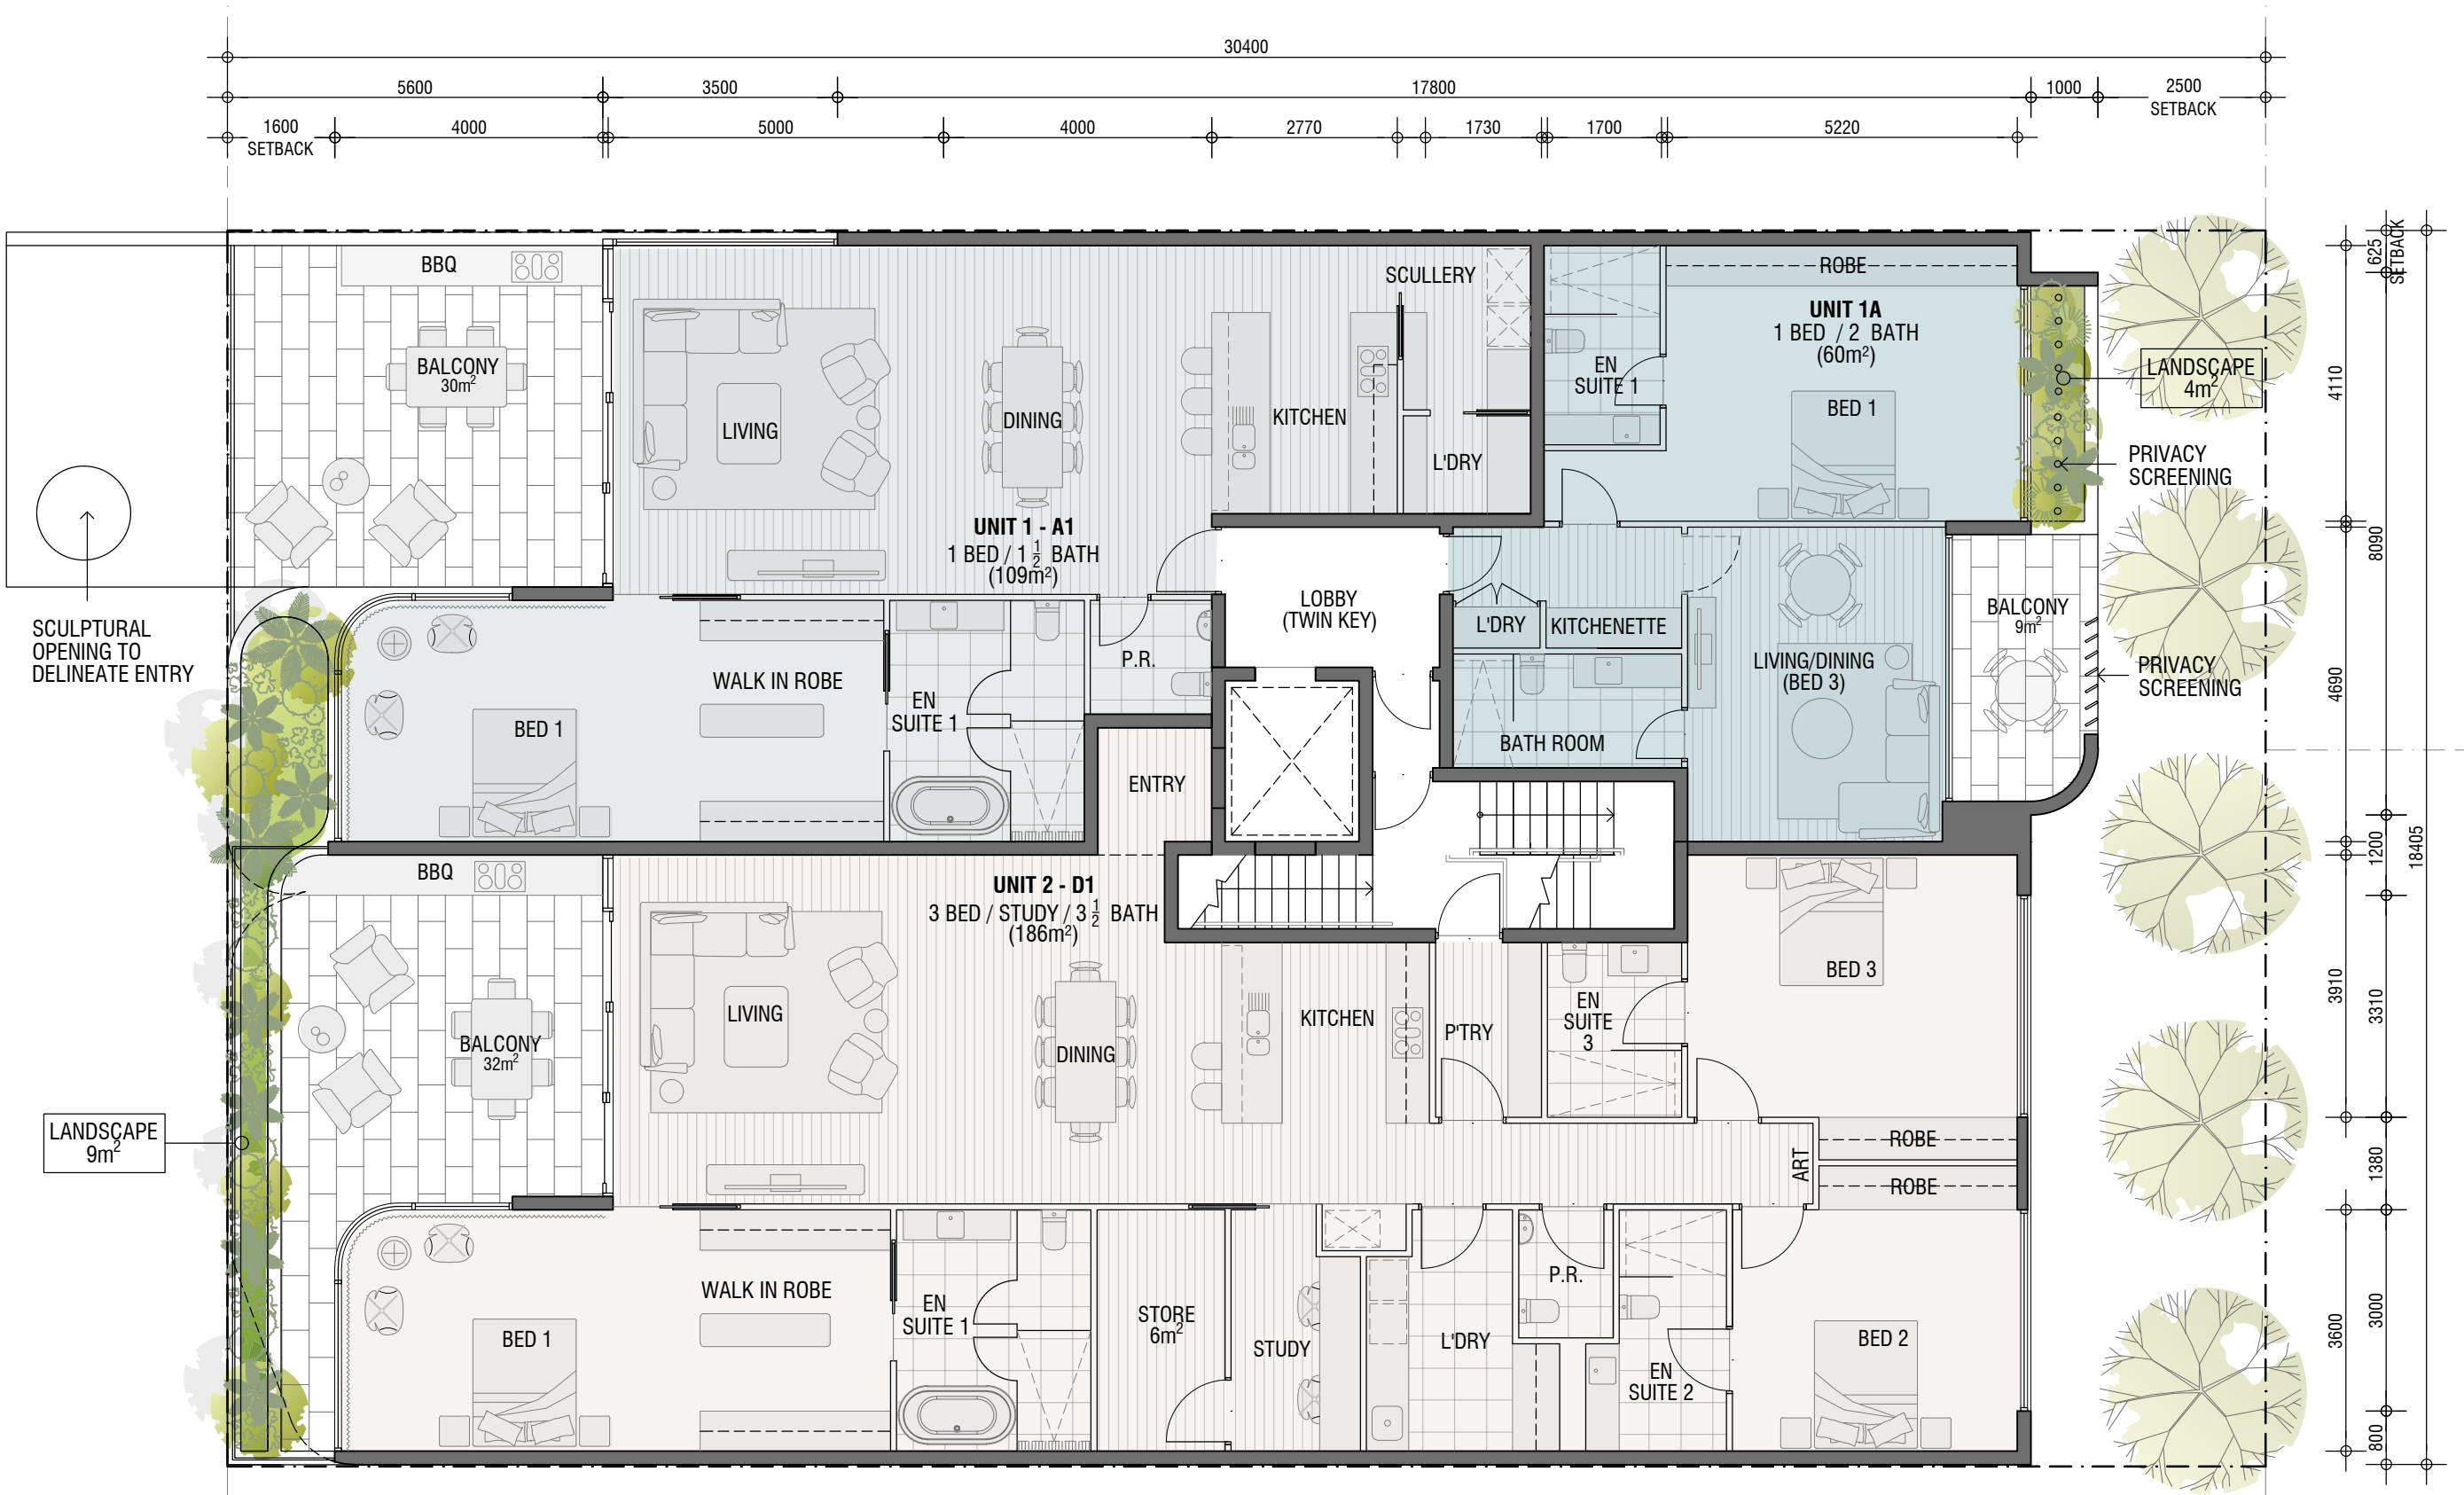 30400
5600
3500
17800
1000
2500
SETBACK
1600
SETBACK
4000
5000
4000
2770
1730
1700
5220
BBQ
BALCONY
30m²
LIVING
DINING
KITCHEN
SCULLERY
L'DRY
UNIT 1 - A1
1 BED / 1 ½ BATH
(109m²)
EN
SUITE 1
ROBE
UNIT 1A
1 BED / 2 BATH
(60m²)
BED 1
LANDSCAPE
4m²
PRIVACY
SCREENING
SCULPTURAL
OPENING TO
DELINEATE ENTRY
BED 1
WALK IN ROBE
EN
SUITE 1
P.R.
LOBBY
(TWIN KEY)
L'DRY
KITCHENETTE
BATH ROOM
LIVING/DINING
(BED 3)
BALCONY
9m²
PRIVACY
SCREENING
ENTRY
BBQ
UNIT 2 - D1
3 BED / STUDY / 3 ½ BATH
(186m²)
BALCONY
32m²
LIVING
DINING
KITCHEN
P'TRY
EN
SUITE
3
BED 3
LANDSCAPE
9m²
ROBE
ROBE
ART
BED 1
WALK IN ROBE
EN
SUITE 1
STORE
6m²
STUDY
L'DRY
P.R.
EN
SUITE 2
BED 2
625
SETBACK
4110
8090
4690
1200
18405
3910
3310
1380
3600
3000
800